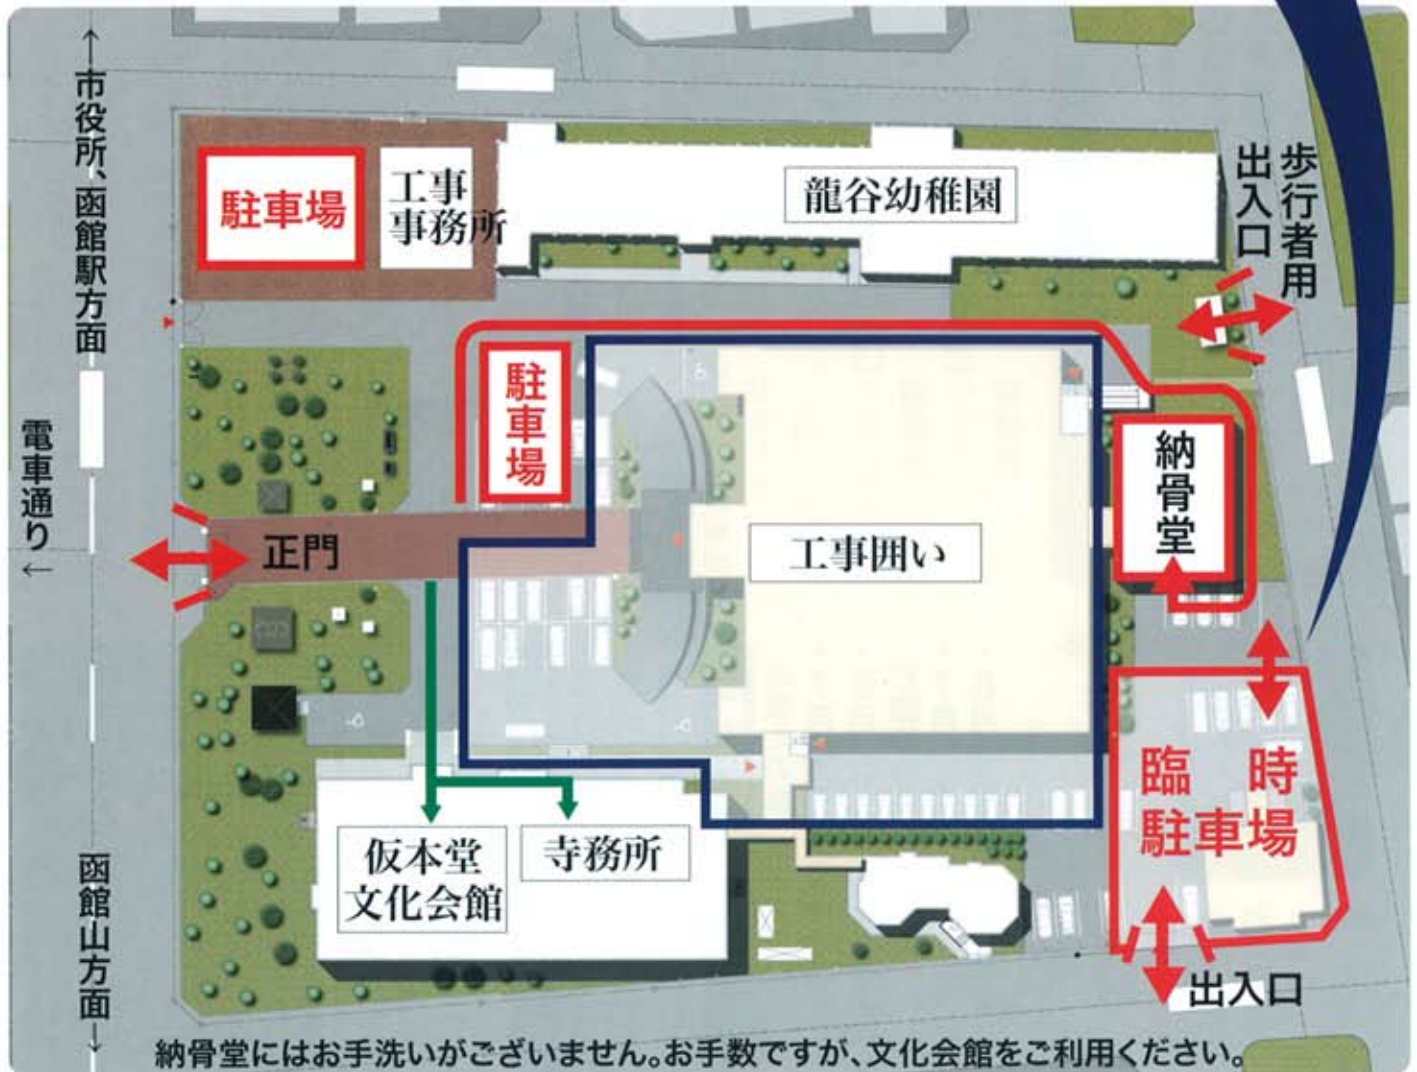 ↑市役所、函館駅方面
電車通り
←
函館山方面→
駐車場
工事
事務所
龍谷幼稚園
歩行者用
出入口
駐車場
納骨堂
正門
工事囲い
臨時
駐車場
仮本堂
文化会館
寺務所
出入口
納骨堂にはお手洗いがございません。お手数ですが、文化会館をご利用ください。